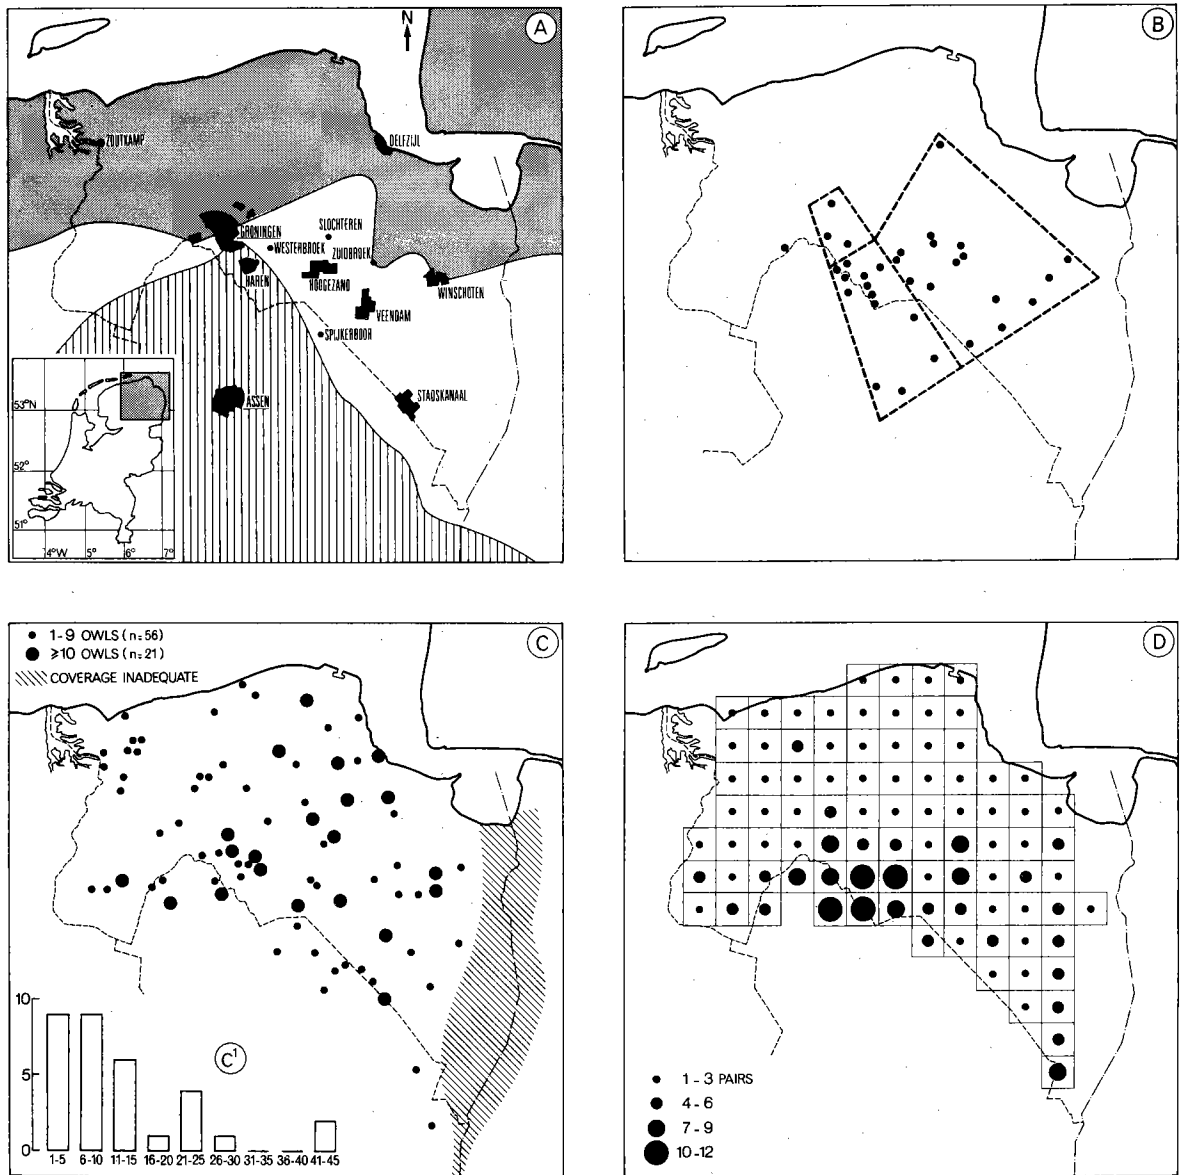 A
N
ZOUTKAMP
DELFZIJL
GRONINGEN
SLOCHTEREN
WESTERBROEK
ZUIDBROEK
HAREN
HOOGEZAND
WINSCHOTEN
VEENDAM
SPIJKERBOOR
ASSEN
STADSKANAAL
53°N
52°
51°
4°W 5° 6° 7°
B
C
1-9 OWLS (n=56)
≥10 OWLS (n=21)
COVERAGE INADEQUATE
C¹
10
5
0
1-5 6-10 11-15 16-20 21-25 26-30 31-35 36-40 41-45
D
1-3 PAIRS
4-6
7-9
10-12